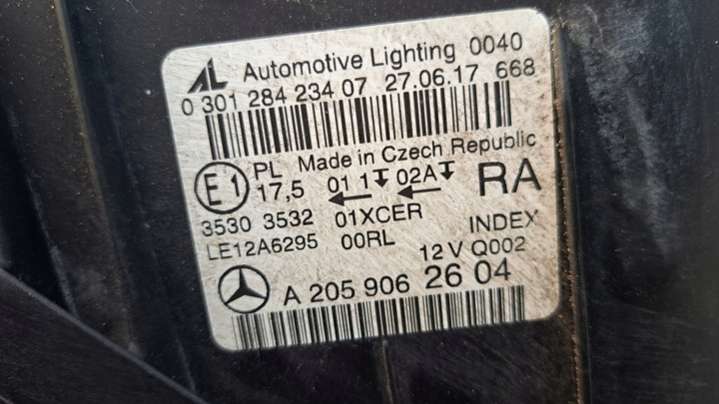 AL Automotive Lighting 0040
0 301 284 234 07 27.06.17 668
E1 PL 17,5 Made in Czech Republic
01 1 02A RA
3530 3532 01XCER INDEX
LE12A6295 00RL 12 V Q002
A 205 906 26 04